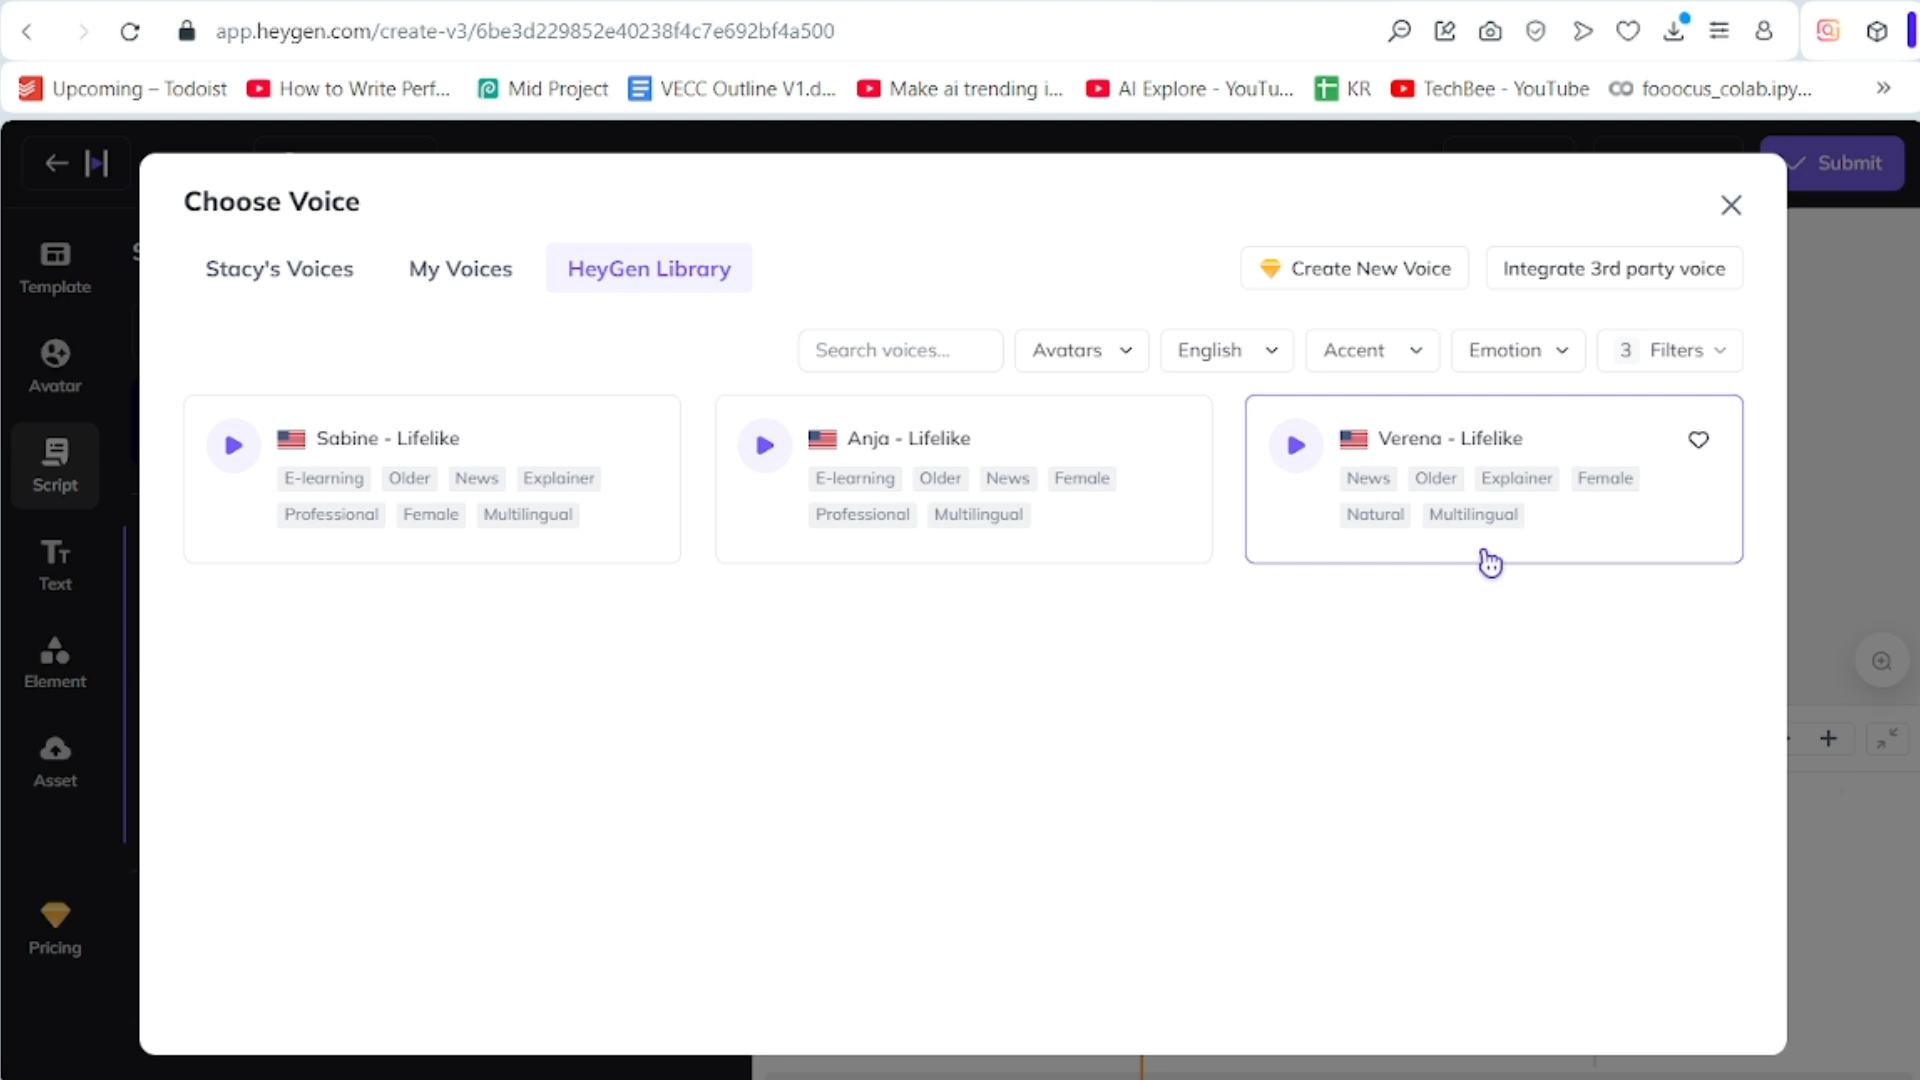 app.heygen.com/create-v3/6be3d229852e40238f4c7e692bf4a500
Upcoming – Todoist How to Write Perf... Mid Project VECC Outline V1.d... Make ai trending i... AI Explore - YouTu... KR TechBee - YouTube fooocus_colab.ipy... »
Submit
Choose Voice
Stacy's Voices My Voices HeyGen Library Create New Voice Integrate 3rd party voice
Search voices... Avatars English Accent Emotion 3 Filters
Sabine - Lifelike
E-learning Older News Explainer
Professional Female Multilingual
Anja - Lifelike
E-learning Older News Female
Professional Multilingual
Verena - Lifelike
News Older Explainer Female
Natural Multilingual
Template
Avatar
Script
Text
Element
Asset
Pricing